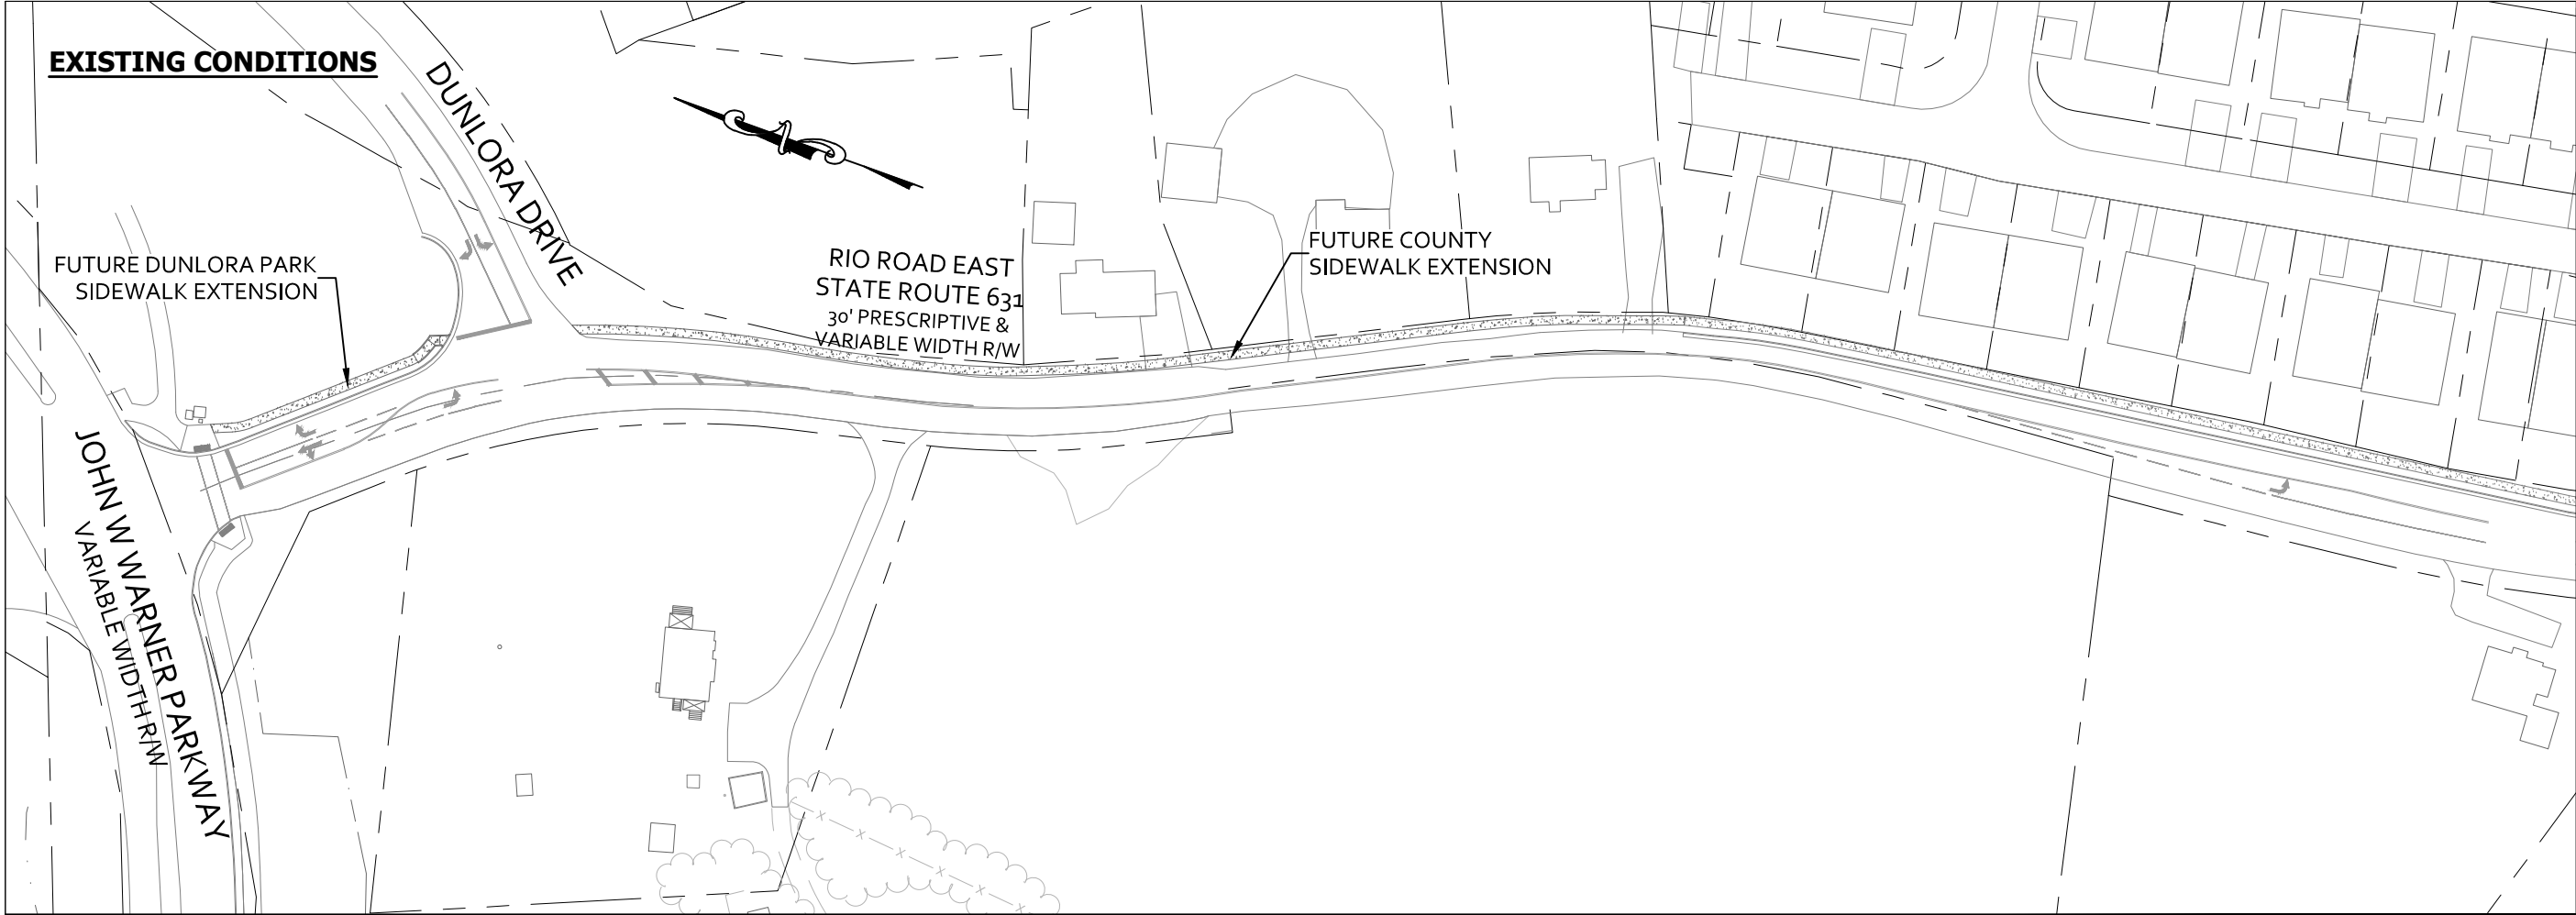 EXISTING CONDITIONS
DUNLORA DRIVE
FUTURE DUNLORA PARK
SIDEWALK EXTENSION
RIO ROAD EAST
STATE ROUTE 631
30' PRESCRIPTIVE &
VARIABLE WIDTH R/W
FUTURE COUNTY
SIDEWALK EXTENSION
JOHN W WARNER PARKWAY
VARIABLE WIDTH R/W